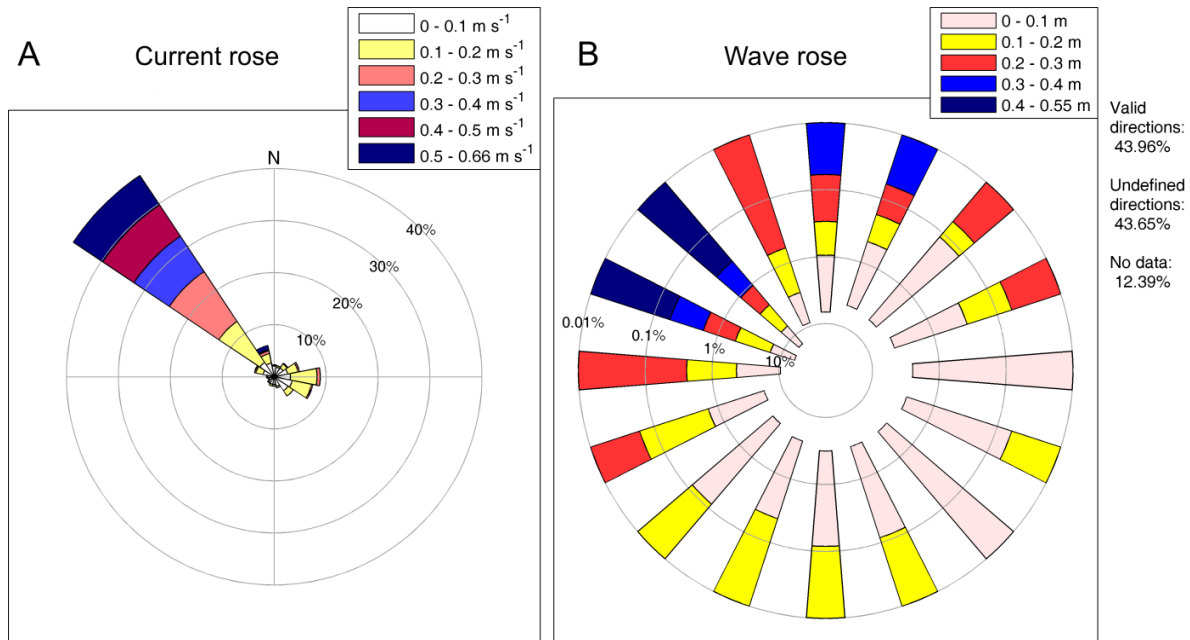 A
Current rose
0 - 0.1 m s-1
0.1 - 0.2 m s-1
0.2 - 0.3 m s-1
0.3 - 0.4 m s-1
0.4 - 0.5 m s-1
0.5 - 0.66 m s-1
N
40%
30%
20%
10%
B
Wave rose
0 - 0.1 m
0.1 - 0.2 m
0.2 - 0.3 m
0.3 - 0.4 m
0.4 - 0.55 m
0.01%
0.1%
1%
10%
Valid
directions:
43.96%
Undefined
directions:
43.65%
No data:
12.39%